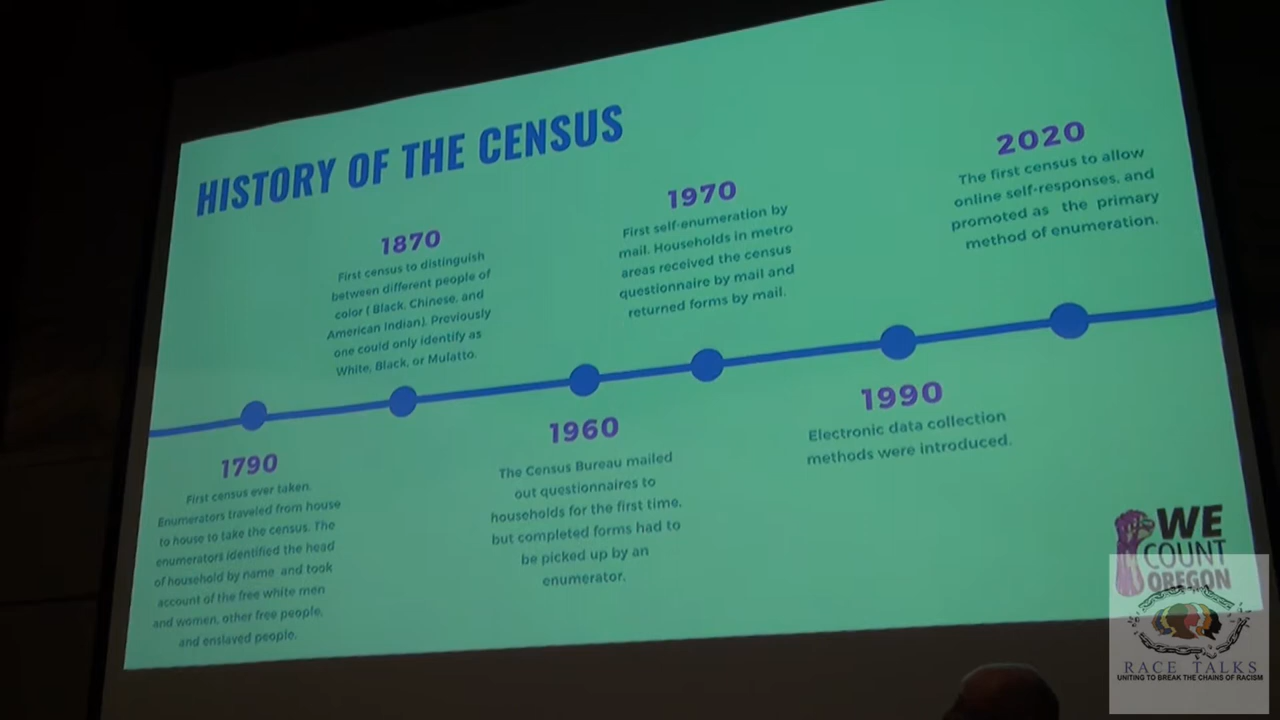 HISTORY OF THE CENSUS
1790
First census ever taken.
Enumerators traveled from house
to house to take the census. The
enumerators identified the head
of household by name and took
account of the free white men
and women, other free people,
and enslaved people.
1870
First census to distinguish
between different people of
color ( Black, Chinese, and
American Indian). Previously
one could only identify as
White, Black, or Mulatto.
1960
The Census Bureau mailed
out questionnaires to
households for the first time,
but completed forms had to
be picked up by an
enumerator.
1970
First self-enumeration by
mail. Households in metro
areas received the census
questionnaire by mail and
returned forms by mail.
1990
Electronic data collection
methods were introduced.
2020
The first census to allow
online self-responses, and
promoted as the primary
method of enumeration.
WE
COUNT
OREGON
RACE TALKS
UNITING TO BREAK THE CHAINS OF RACISM